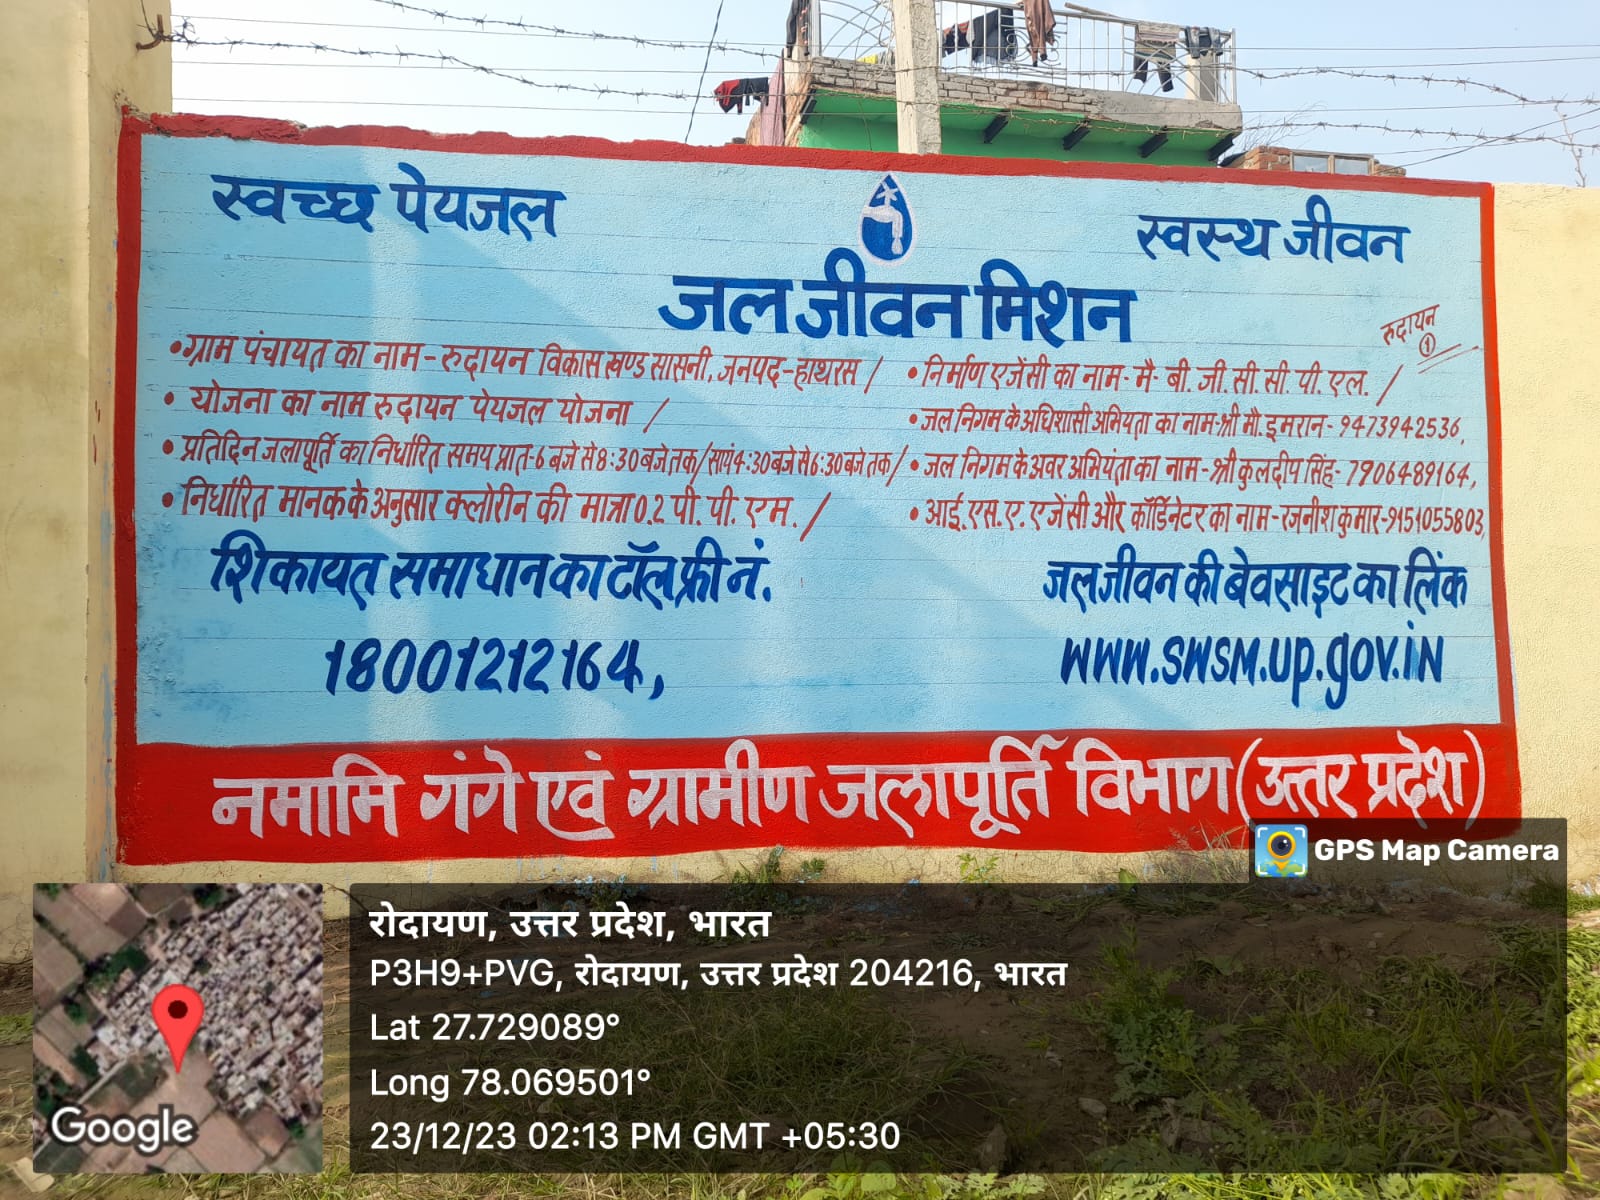 स्वच्छ पेयजल
स्वस्थ जीवन
जल जीवन मिशन
रुदायन
1
• ग्राम पंचायत का नाम - रुदायन विकास खण्ड सासनी, जनपद - हाथरस /
• योजना का नाम रुदायन पेयजल योजना /
• प्रतिदिन जलापूर्ति का निर्धारित समय प्रात-6 बजे से 8:30 बजे तक / सायं 4:30 बजे से 6:30 बजे तक /
• निर्धारित मानक के अनुसार क्लोरीन की मात्रा 0.2 पी. पी. एम. /
• निर्माण एजेंसी का नाम - मै- बी. जी. सी. सी. पी. एल. /
• जल निगम के अधिशासी अभियता का नाम-श्री मौ. इमरान - 9473942536,
• जल निगम के अवर अभियंता का नाम - श्री कुलदीप सिंह- 7906489164,
• आई. एस. ए. एजेंसी और कॉर्डिनेटर का नाम - रजनीश कुमार-9151055803,
शिकायत समाधान का टॉल फ्री नं.
18001212164,
जल जीवन की बेवसाइट का लिंक
www.swsm.up.gov.in
नमामि गंगे एवं ग्रामीण जलापूर्ति विभाग (उत्तर प्रदेश)
GPS Map Camera
रोदायण, उत्तर प्रदेश, भारत
P3H9+PVG, रोदायण, उत्तर प्रदेश 204216, भारत
Lat 27.729089°
Long 78.069501°
23/12/23 02:13 PM GMT +05:30
Google